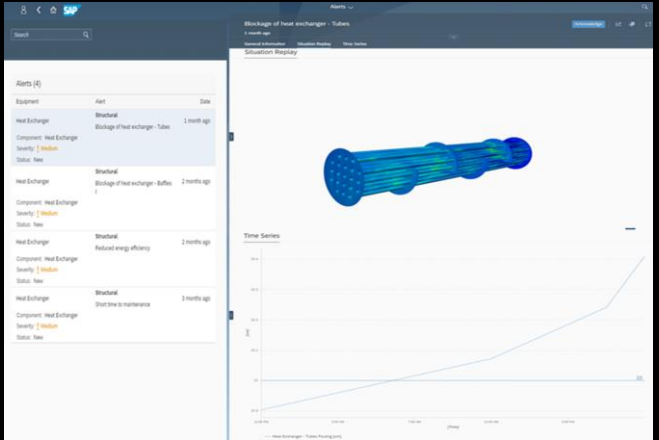 SAP
Alerts
Search
Blockage of heat exchanger - Tubes
1 month ago
Acknowledge
General Information Situation Replay Time Series
Situation Replay
Alerts (4)
Equipment Alert Date
Heat Exchanger Structural 1 month ago
Blockage of heat exchanger - Tubes
Component: Heat Exchanger
Severity: Medium
Status: New
Heat Exchanger Structural 2 months ago
Blockage of heat exchanger - Baffles
Component: Heat Exchanger
Severity: Medium
Status: New
Heat Exchanger Structural 2 months ago
Reduced energy efficiency
Component: Heat Exchanger
Severity: Medium
Status: New
Heat Exchanger Structural 3 months ago
Short time to maintenance
Component: Heat Exchanger
Severity: Medium
Status: New
Time Series
Heat Exchanger - Tubes Fouling